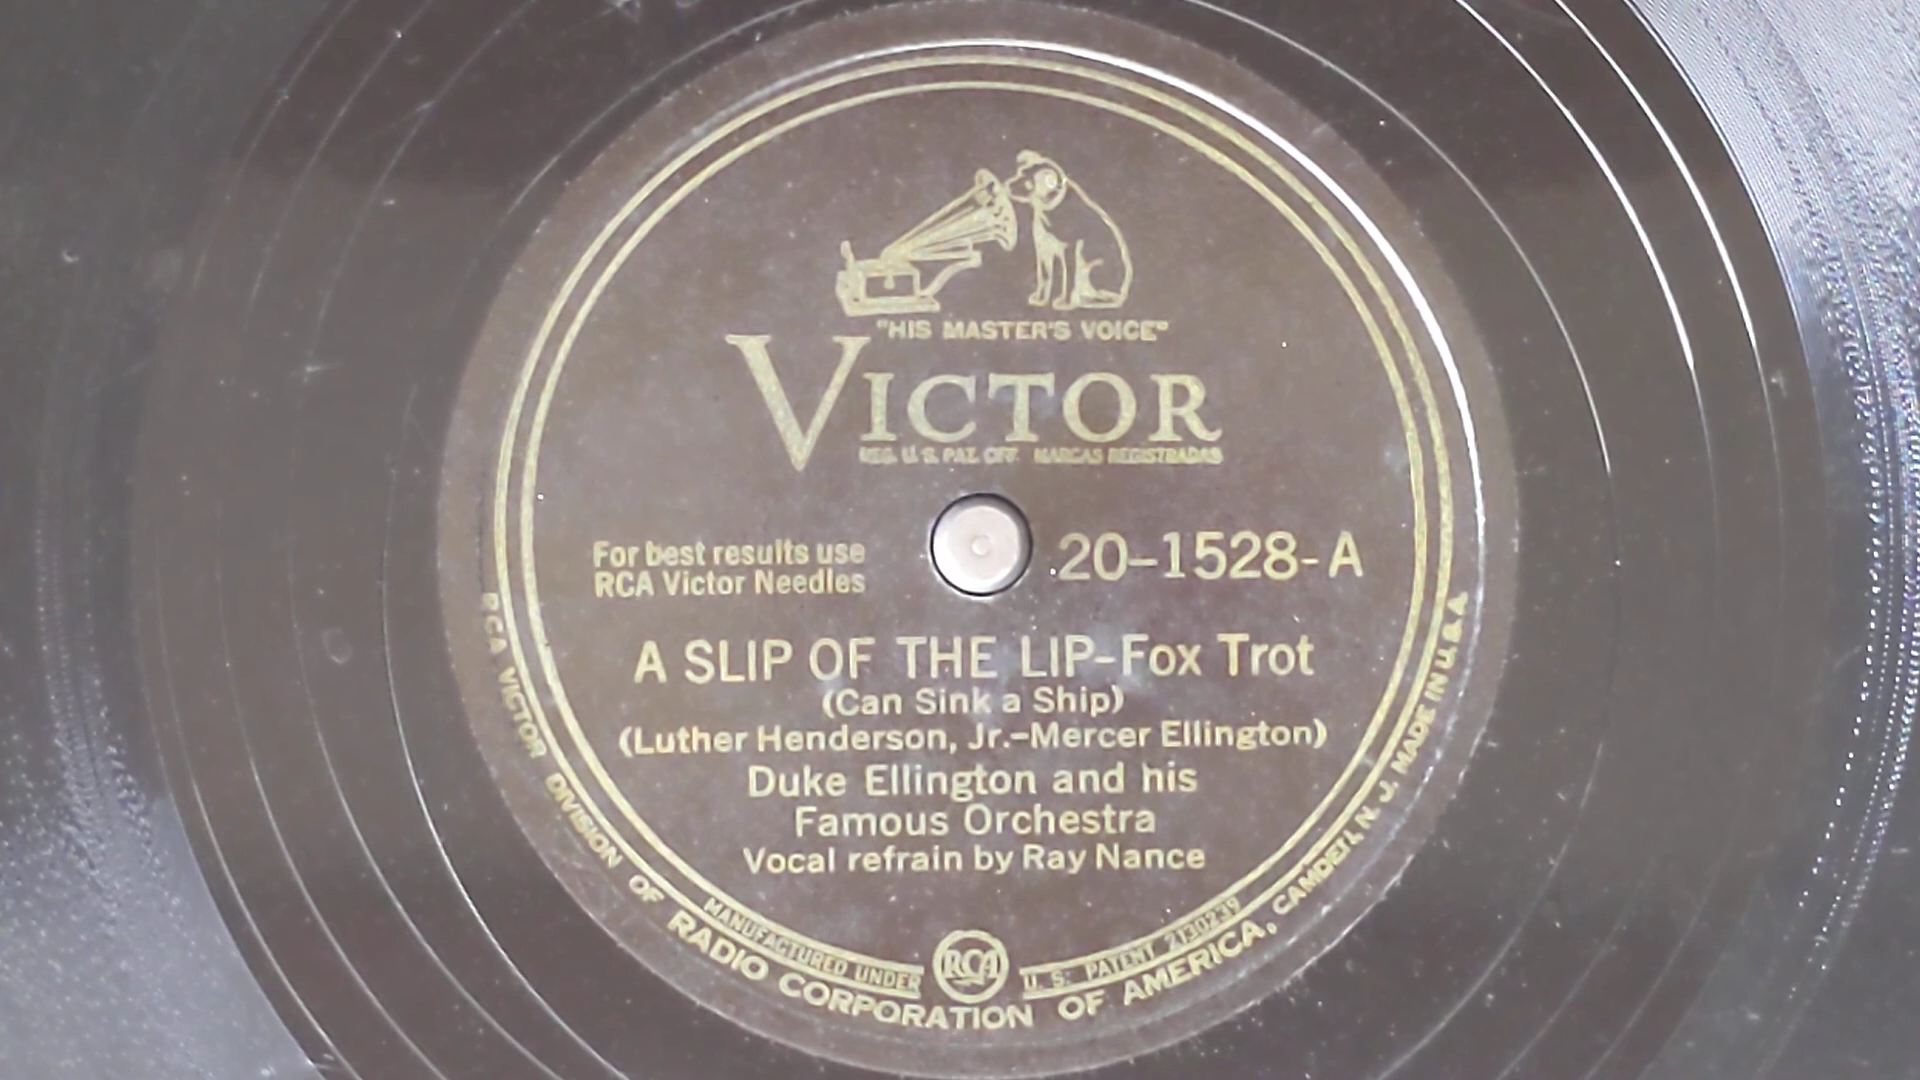 "HIS MASTER'S VOICE"
VICTOR
REG. U. S. PAT. OFF. MARCAS REGISTRADAS
For best results use
RCA Victor Needles
20-1528-A
A SLIP OF THE LIP-Fox Trot
(Can Sink a Ship)
(Luther Henderson, Jr.-Mercer Ellington)
Duke Ellington and his
Famous Orchestra
Vocal refrain by Ray Nance
MANUFACTURED UNDER RCA U. S. PATENT 2130239
RCA VICTOR DIVISION OF RADIO CORPORATION OF AMERICA, CAMDEN, N. J. MADE IN U.S.A.